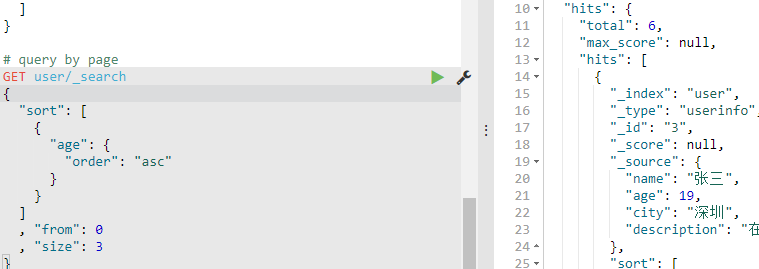 ]
}
# query by page
GET user/_search
{
"sort": [
{
"age": {
"order": "asc"
}
}
]
, "from": 0
, "size": 3
}
10 "hits": {
11 "total": 6,
12 "max_score": null,
13 "hits": [
14 {
15 "_index": "user",
16 "_type": "userinfo",
17 "_id": "3",
18 "_score": null,
19 "_source": {
20 "name": "张三",
21 "age": 19,
22 "city": "深圳",
23 "description": "在
24 },
25 "sort": [